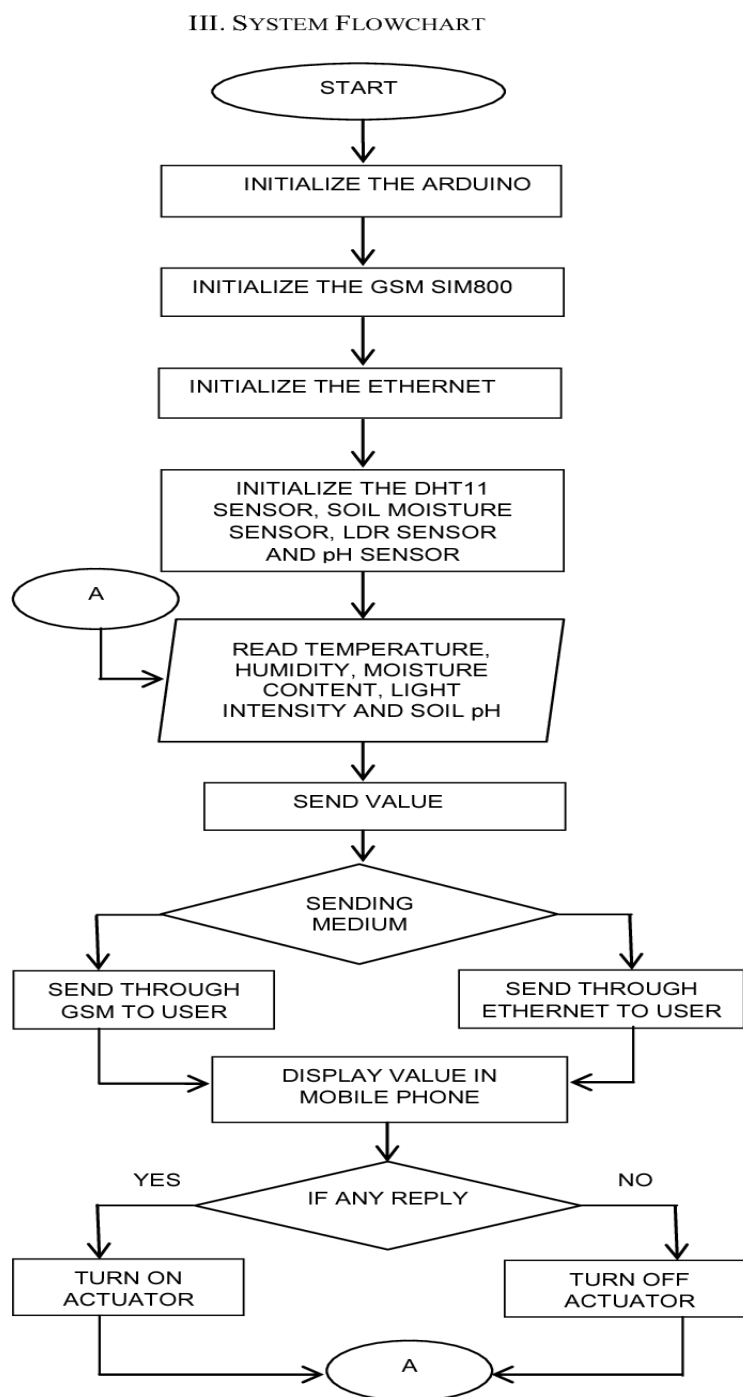 III. SYSTEM FLOWCHART
START
INITIALIZE THE ARDUINO
INITIALIZE THE GSM SIM800
INITIALIZE THE ETHERNET
INITIALIZE THE DHT11
SENSOR, SOIL MOISTURE
SENSOR, LDR SENSOR
AND pH SENSOR
A
READ TEMPERATURE,
HUMIDITY, MOISTURE
CONTENT, LIGHT
INTENSITY AND SOIL pH
SEND VALUE
SENDING
MEDIUM
SEND THROUGH
GSM TO USER
SEND THROUGH
ETHERNET TO USER
DISPLAY VALUE IN
MOBILE PHONE
IF ANY REPLY
YES
NO
TURN ON
ACTUATOR
TURN OFF
ACTUATOR
A